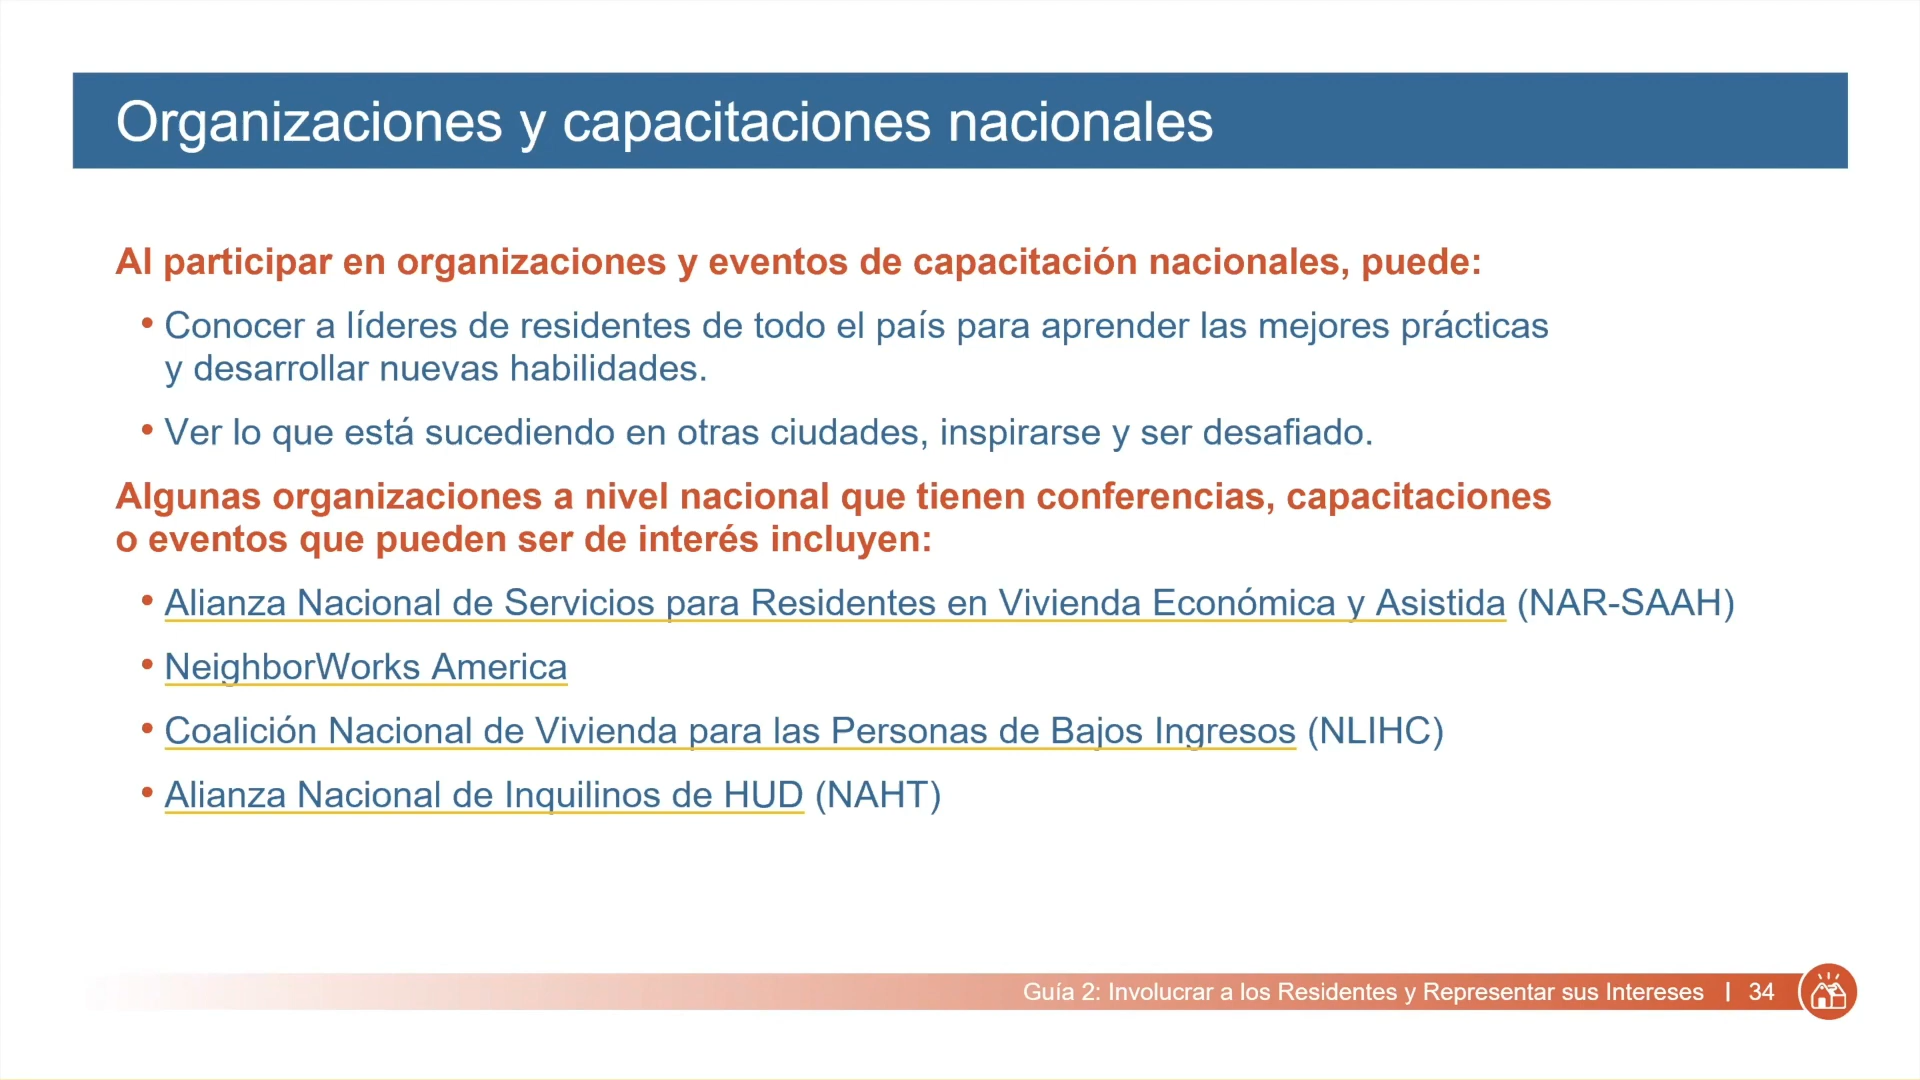 Organizaciones y capacitaciones nacionales
Al participar en organizaciones y eventos de capacitación nacionales, puede:
• Conocer a líderes de residentes de todo el país para aprender las mejores prácticas
y desarrollar nuevas habilidades.
• Ver lo que está sucediendo en otras ciudades, inspirarse y ser desafiado.
Algunas organizaciones a nivel nacional que tienen conferencias, capacitaciones
o eventos que pueden ser de interés incluyen:
• Alianza Nacional de Servicios para Residentes en Vivienda Económica y Asistida (NAR-SAAH)
• NeighborWorks America
• Coalición Nacional de Vivienda para las Personas de Bajos Ingresos (NLIHC)
• Alianza Nacional de Inquilinos de HUD (NAHT)
Guía 2: Involucrar a los Residentes y Representar sus Intereses | 34